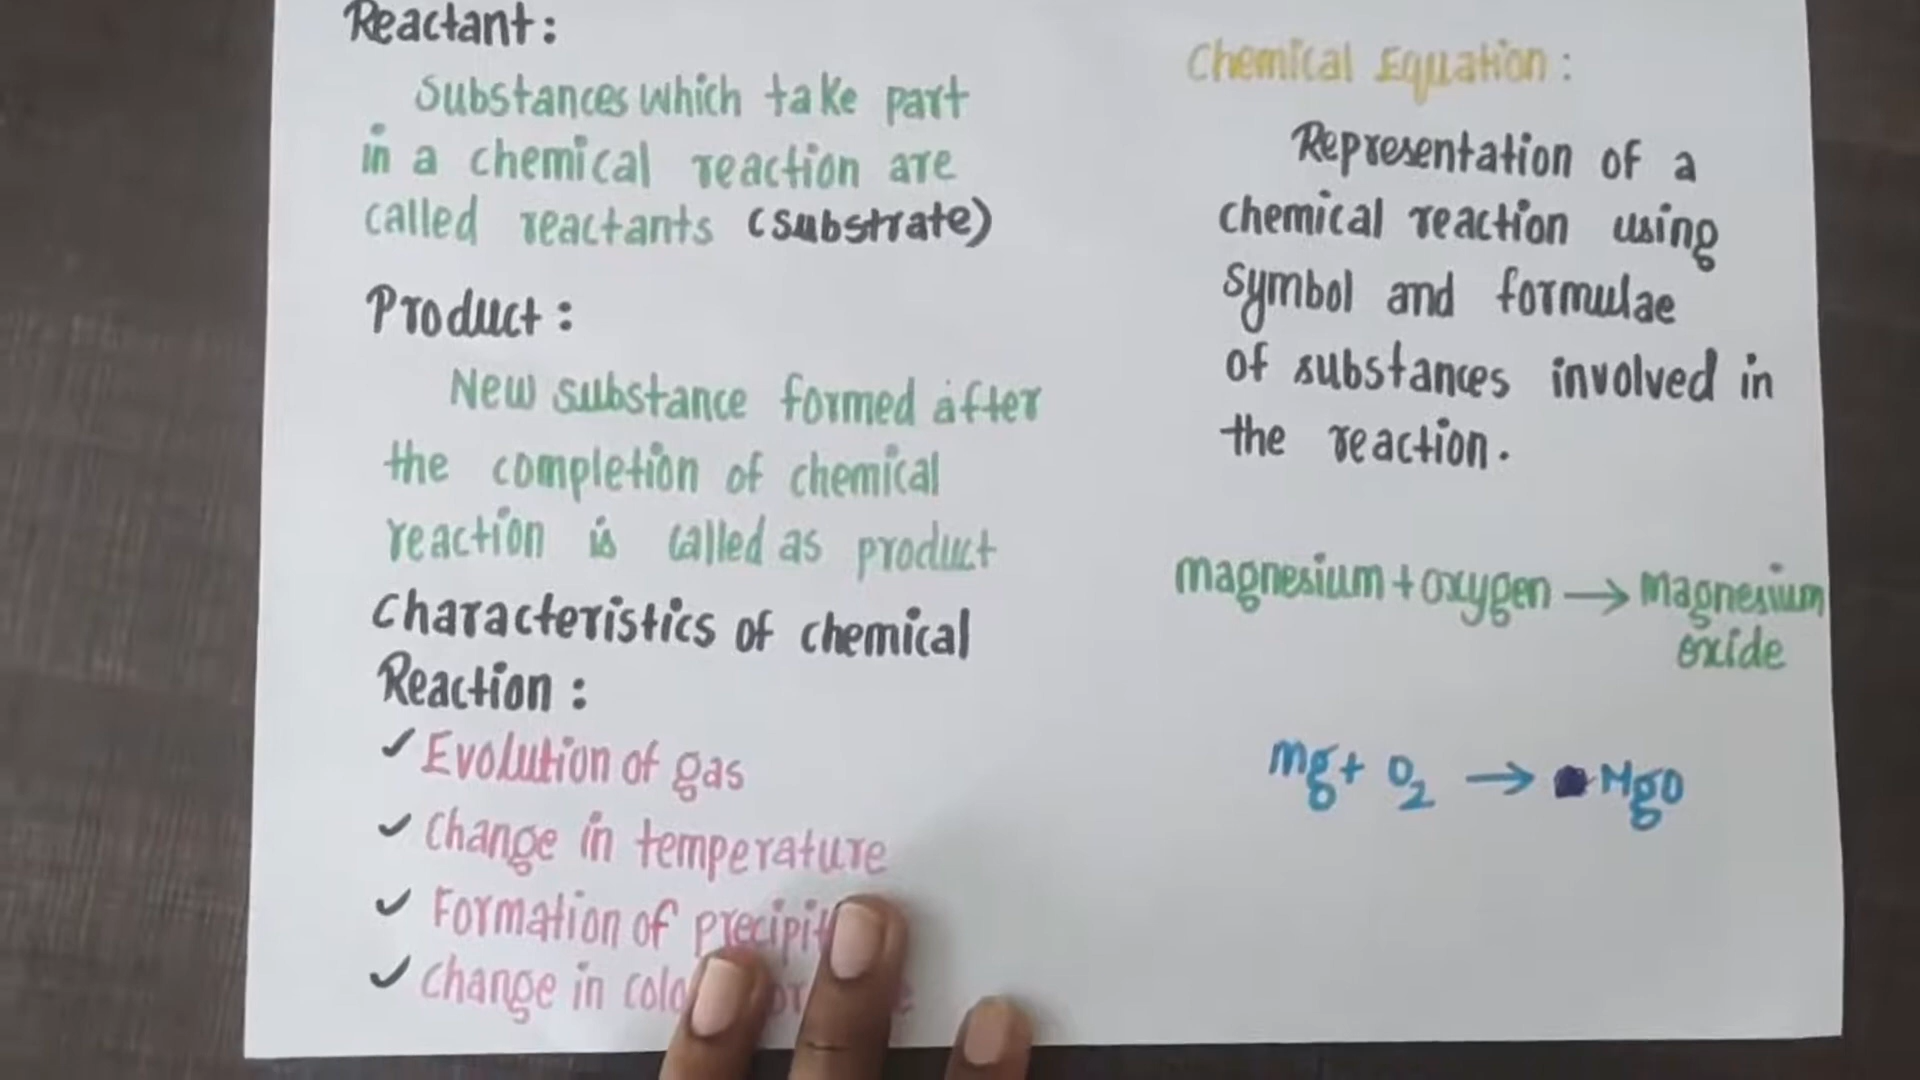 Reactant:
Substances which take part
in a chemical reaction are
called reactants (substrate)
Product:
New substance formed after
the completion of chemical
reaction is called as product
Characteristics of chemical
Reaction:
✓ Evolution of gas
✓ Change in temperature
✓ Formation of
✓ Change in
Chemical Equation:
Representation of a
chemical reaction using
symbol and formulae
of substances involved in
the reaction.
magnesium + oxygen → magnesium
oxide
mg + O₂ → MgO